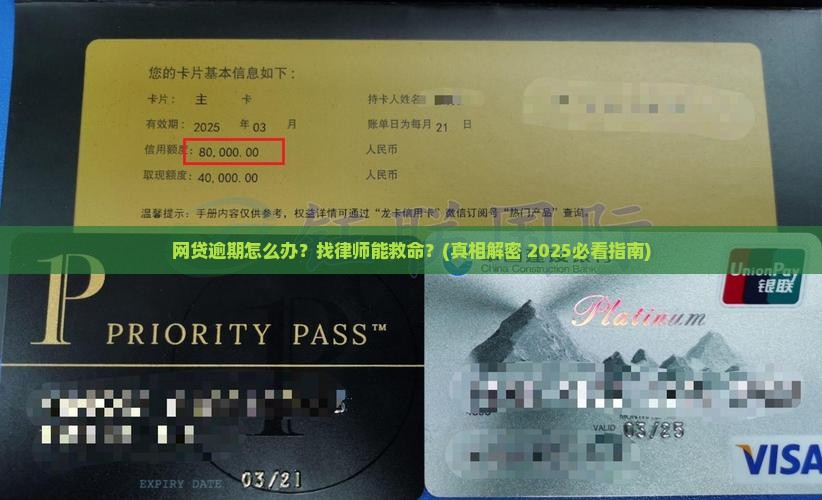 您的卡片基本信息如下：
卡片： 主 卡 持卡人姓名
有效期： 2025 年 03 月 账单日为每月 21 日
信用额度： 80,000.00 人民币
取现额度： 40,000.00 人民币
温馨提示：手册内容仅供参考，权益详情可通过“龙卡信用卡”微信订阅号“热门产品”查询。
网贷逾期怎么办？找律师能救命？(真相解密 2025必看指南)
China Construction Bank
UnionPay
银联
P
PRIORITY PASS™
Platinum
VALID 03/25
VISA
EXPIRY DATE 03/21